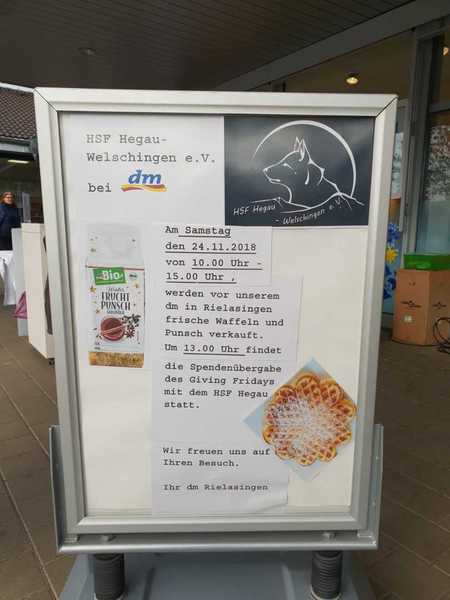 HSF Hegau-
Welschingen e.V.
bei dm
HSF Hegau
- Welschingen e.V.
Am Samstag
den 24.11.2018
von 10.00 Uhr -
15.00 Uhr ,
werden vor unserem
dm in Rielasingen
frische Waffeln und
Punsch verkauft.
Um 13.00 Uhr findet
die Spendenübergabe
des Giving Fridays
mit dem HSF Hegau
statt.
Wir freuen uns auf
Ihren Besuch.
Ihr dm Rielasingen
dm
Bio
Winter
FRUCHT
PUNSCH